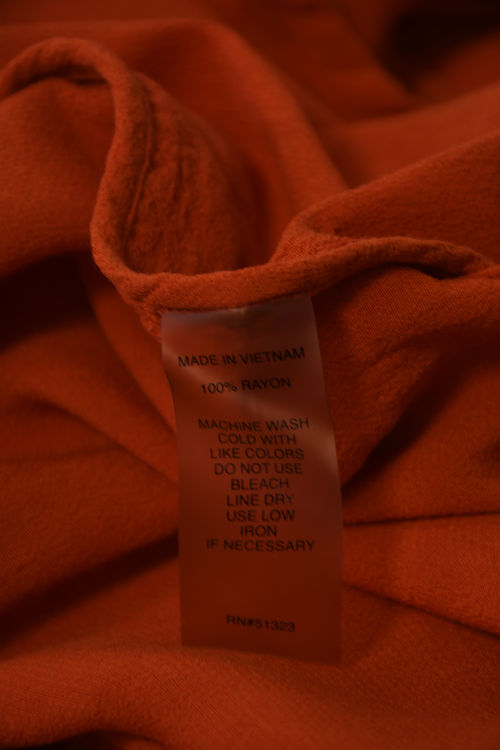 MADE IN VIETNAM
100% RAYON
MACHINE WASH
COLD WITH
LIKE COLORS
DO NOT USE
BLEACH
LINE DRY
USE LOW
IRON
IF NECESSARY
RN#51323